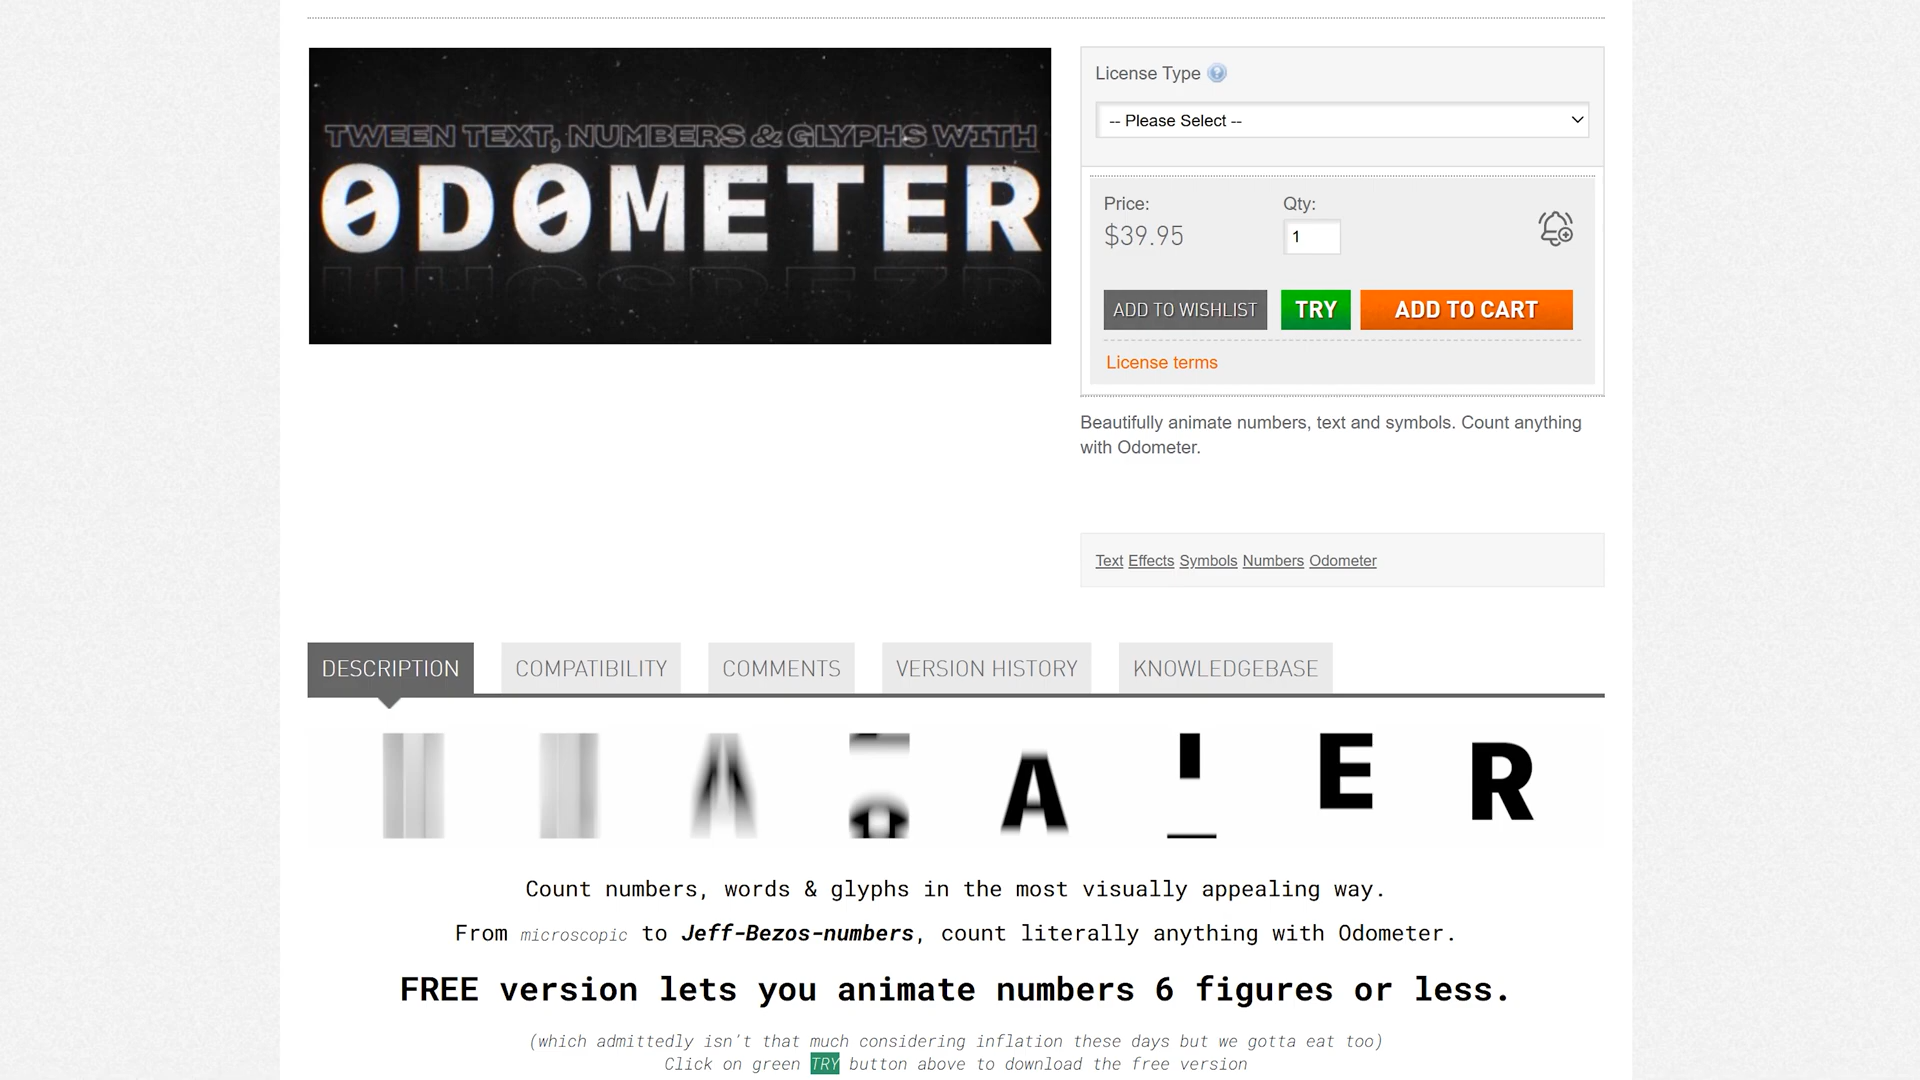 TWEEN TEXT, NUMBERS & GLYPHS WITH
ODOMETER
License Type
-- Please Select --
Price:
Qty:
$39.95
1
ADD TO WISHLIST
TRY
ADD TO CART
License terms
Beautifully animate numbers, text and symbols. Count anything
with Odometer.
Text Effects Symbols Numbers Odometer
DESCRIPTION
COMPATIBILITY
COMMENTS
VERSION HISTORY
KNOWLEDGEBASE
A E R
Count numbers, words & glyphs in the most visually appealing way.
From microscopic to Jeff-Bezos-numbers, count literally anything with Odometer.
FREE version lets you animate numbers 6 figures or less.
(which admittedly isn't that much considering inflation these days but we gotta eat too)
Click on green TRY button above to download the free version